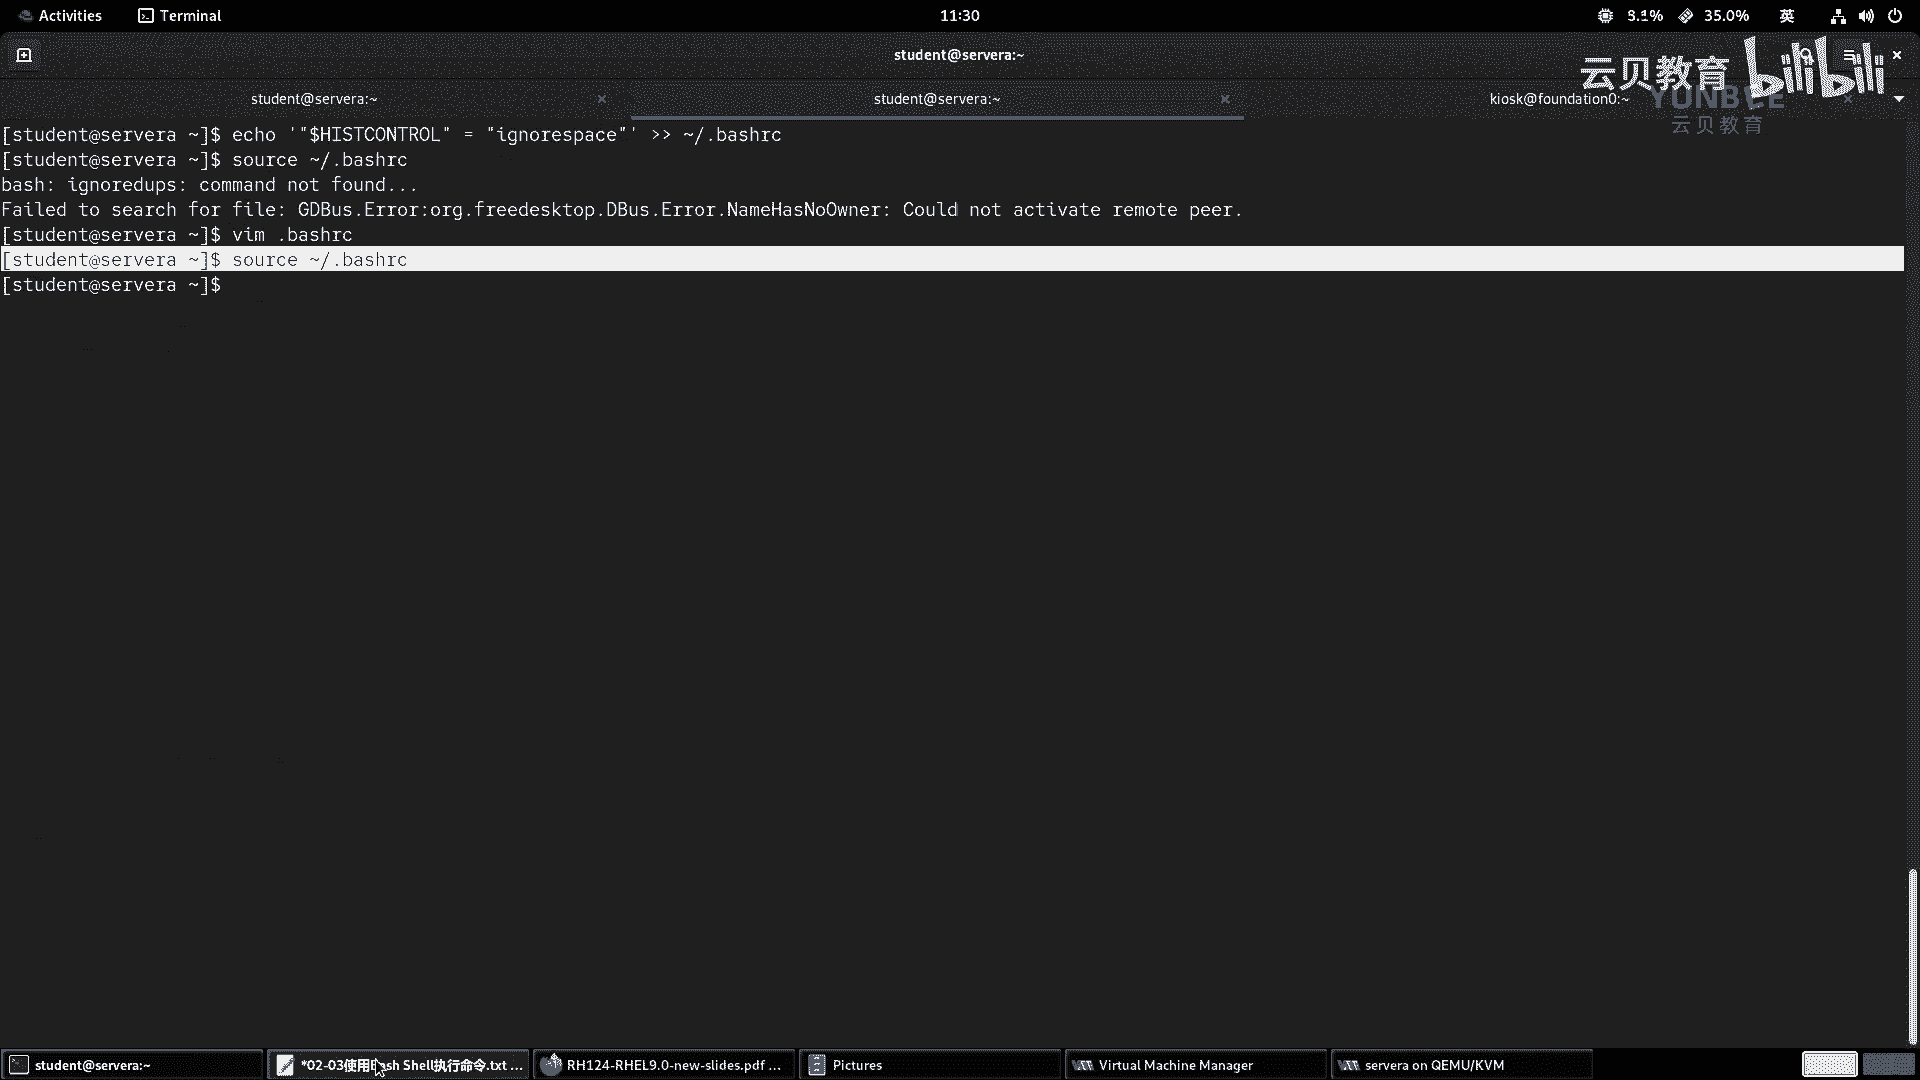 Activities Terminal 11:30 3.1% 35.0% 英
student@servera:~
云贝教育 bilibili
student@servera:~ student@servera:~ kiosk@foundation0:~
云贝教育
[student@servera ~]$ echo '"$HISTCONTROL" = "ignorespace"' >> ~/.bashrc
[student@servera ~]$ source ~/.bashrc
bash: ignoredups: command not found...
Failed to search for file: GDBus.Error:org.freedesktop.DBus.Error.NameHasNoOwner: Could not activate remote peer.
[student@servera ~]$ vim .bashrc
[student@servera ~]$ source ~/.bashrc
[student@servera ~]$
student@servera:~ *02-03使用Bash Shell执行命令.txt ... RH124-RHEL9.0-new-slides.pdf ... Pictures Virtual Machine Manager servera on QEMU/KVM